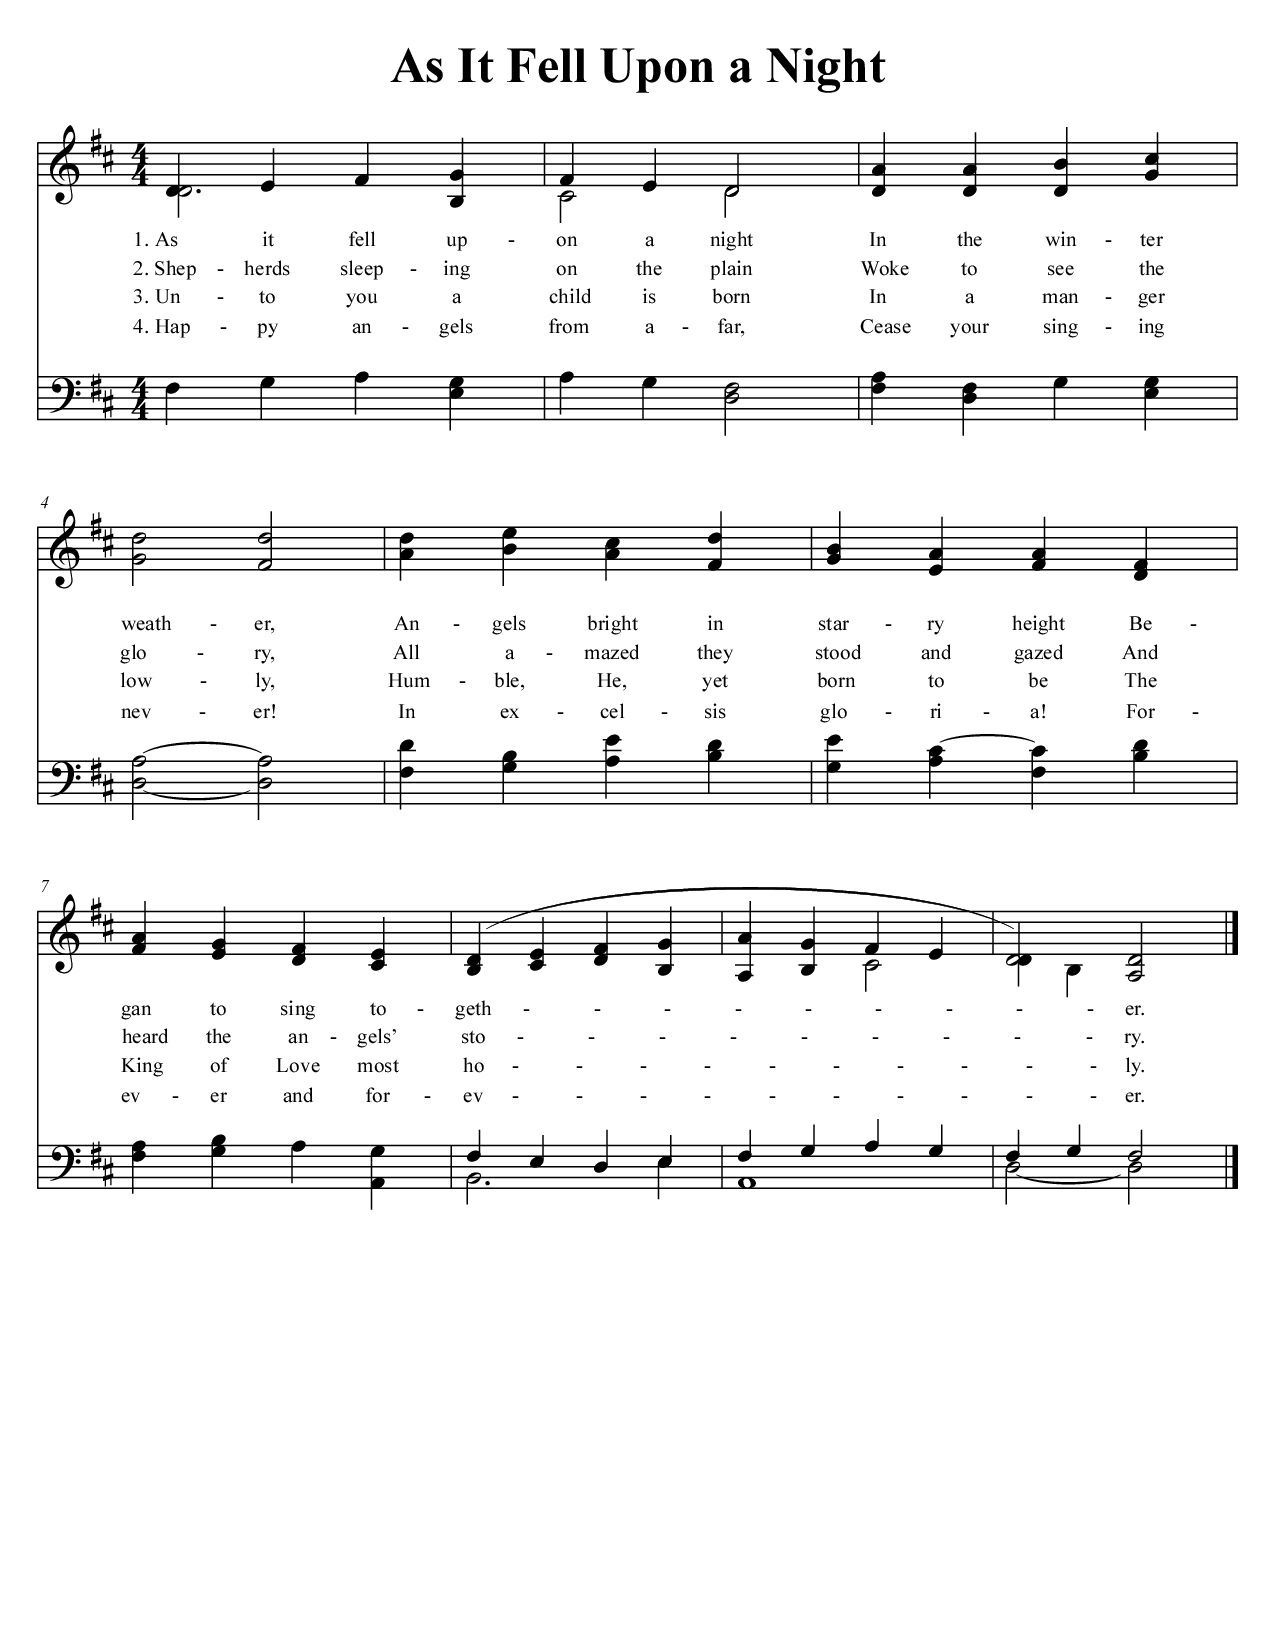 As It Fell Upon a Night
4 4
1. As it fell up - on a night In the win - ter
2. Shep - herds sleep - ing on the plain Woke to see the
3. Un - to you a child is born In a man - ger
4. Hap - py an - gels from a - far, Cease your sing - ing
4 4
4
weath - er, An - gels bright in star - ry height Be -
glo - ry, All a - mazed they stood and gazed And
low - ly, Hum - ble, He, yet born to be The
nev - er! In ex - cel - sis glo - ri - a! For -
7
gan to sing to - geth - - - - - - - - - er.
heard the an - gels’ sto - - - - - - - - - ry.
King of Love most ho - - - - - - - - - - ly.
ev - er and for - ev - - - - - - - - - - er.